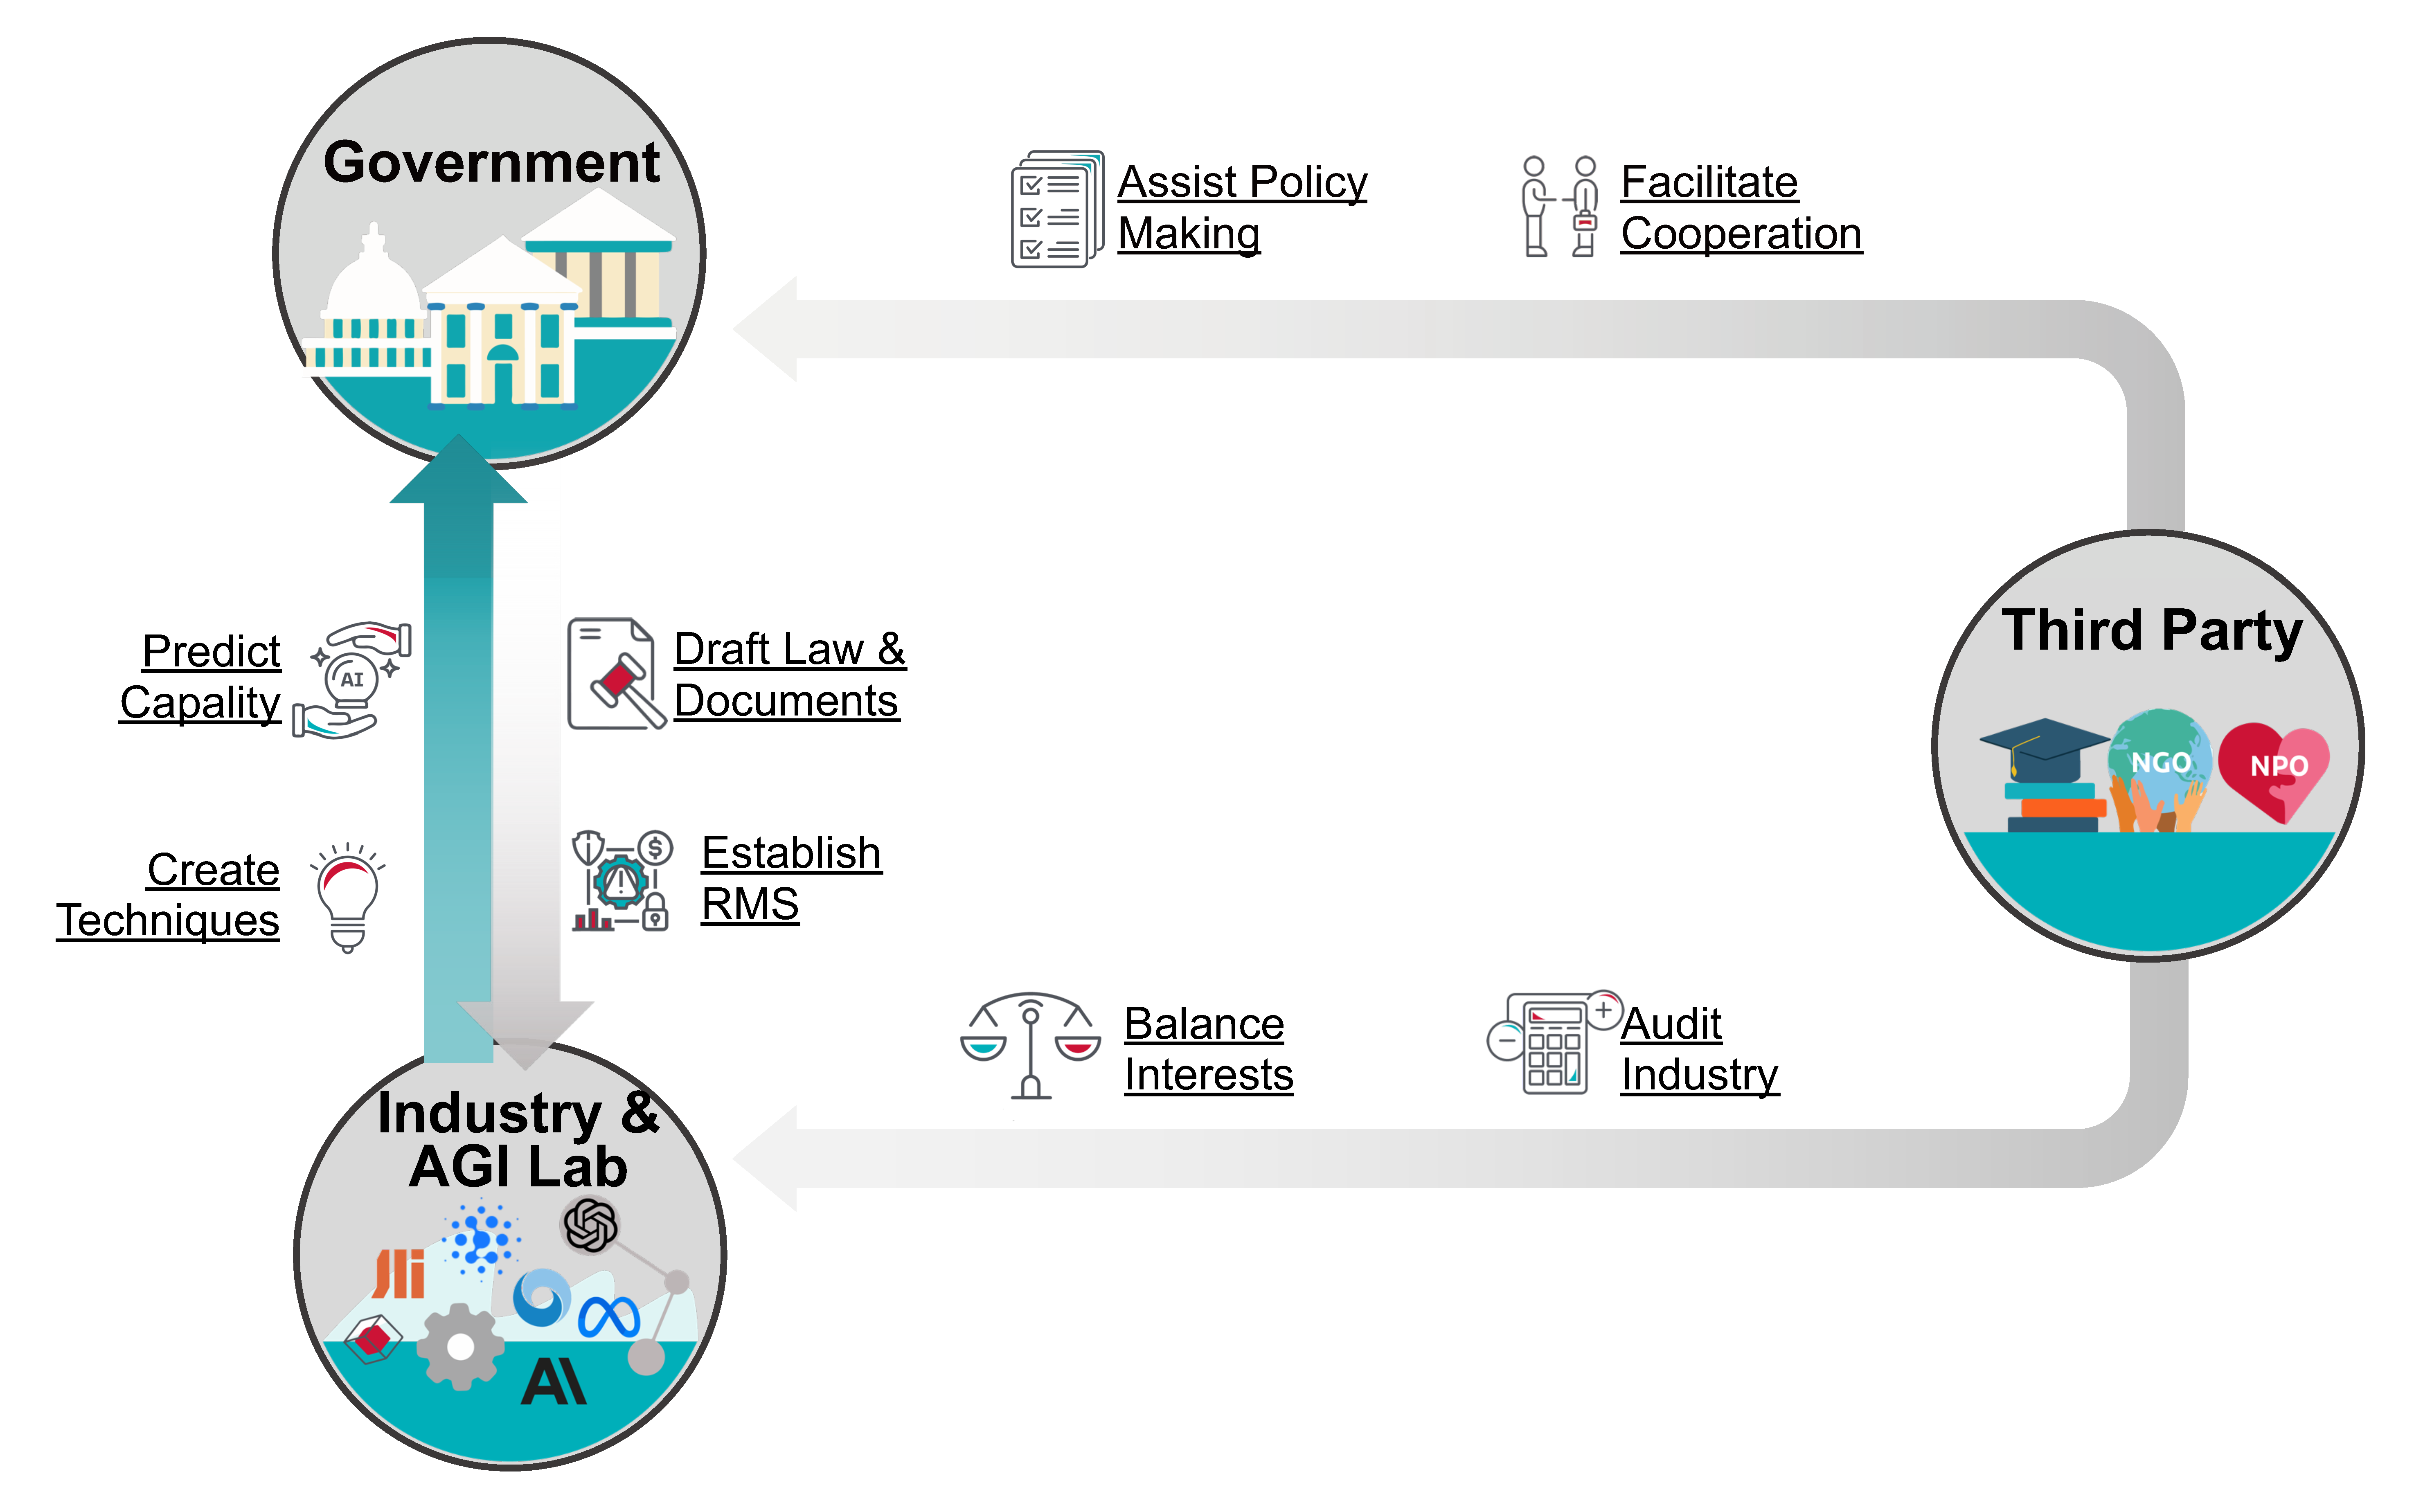 Government
Assist Policy
Making
Facilitate
Cooperation
Predict
Capality
AI
Draft Law &
Documents
Third Party
NGO
NPO
Create
Techniques
$
Establish
RMS
Balance
Interests
Audit
Industry
Industry &
AGI Lab
AI